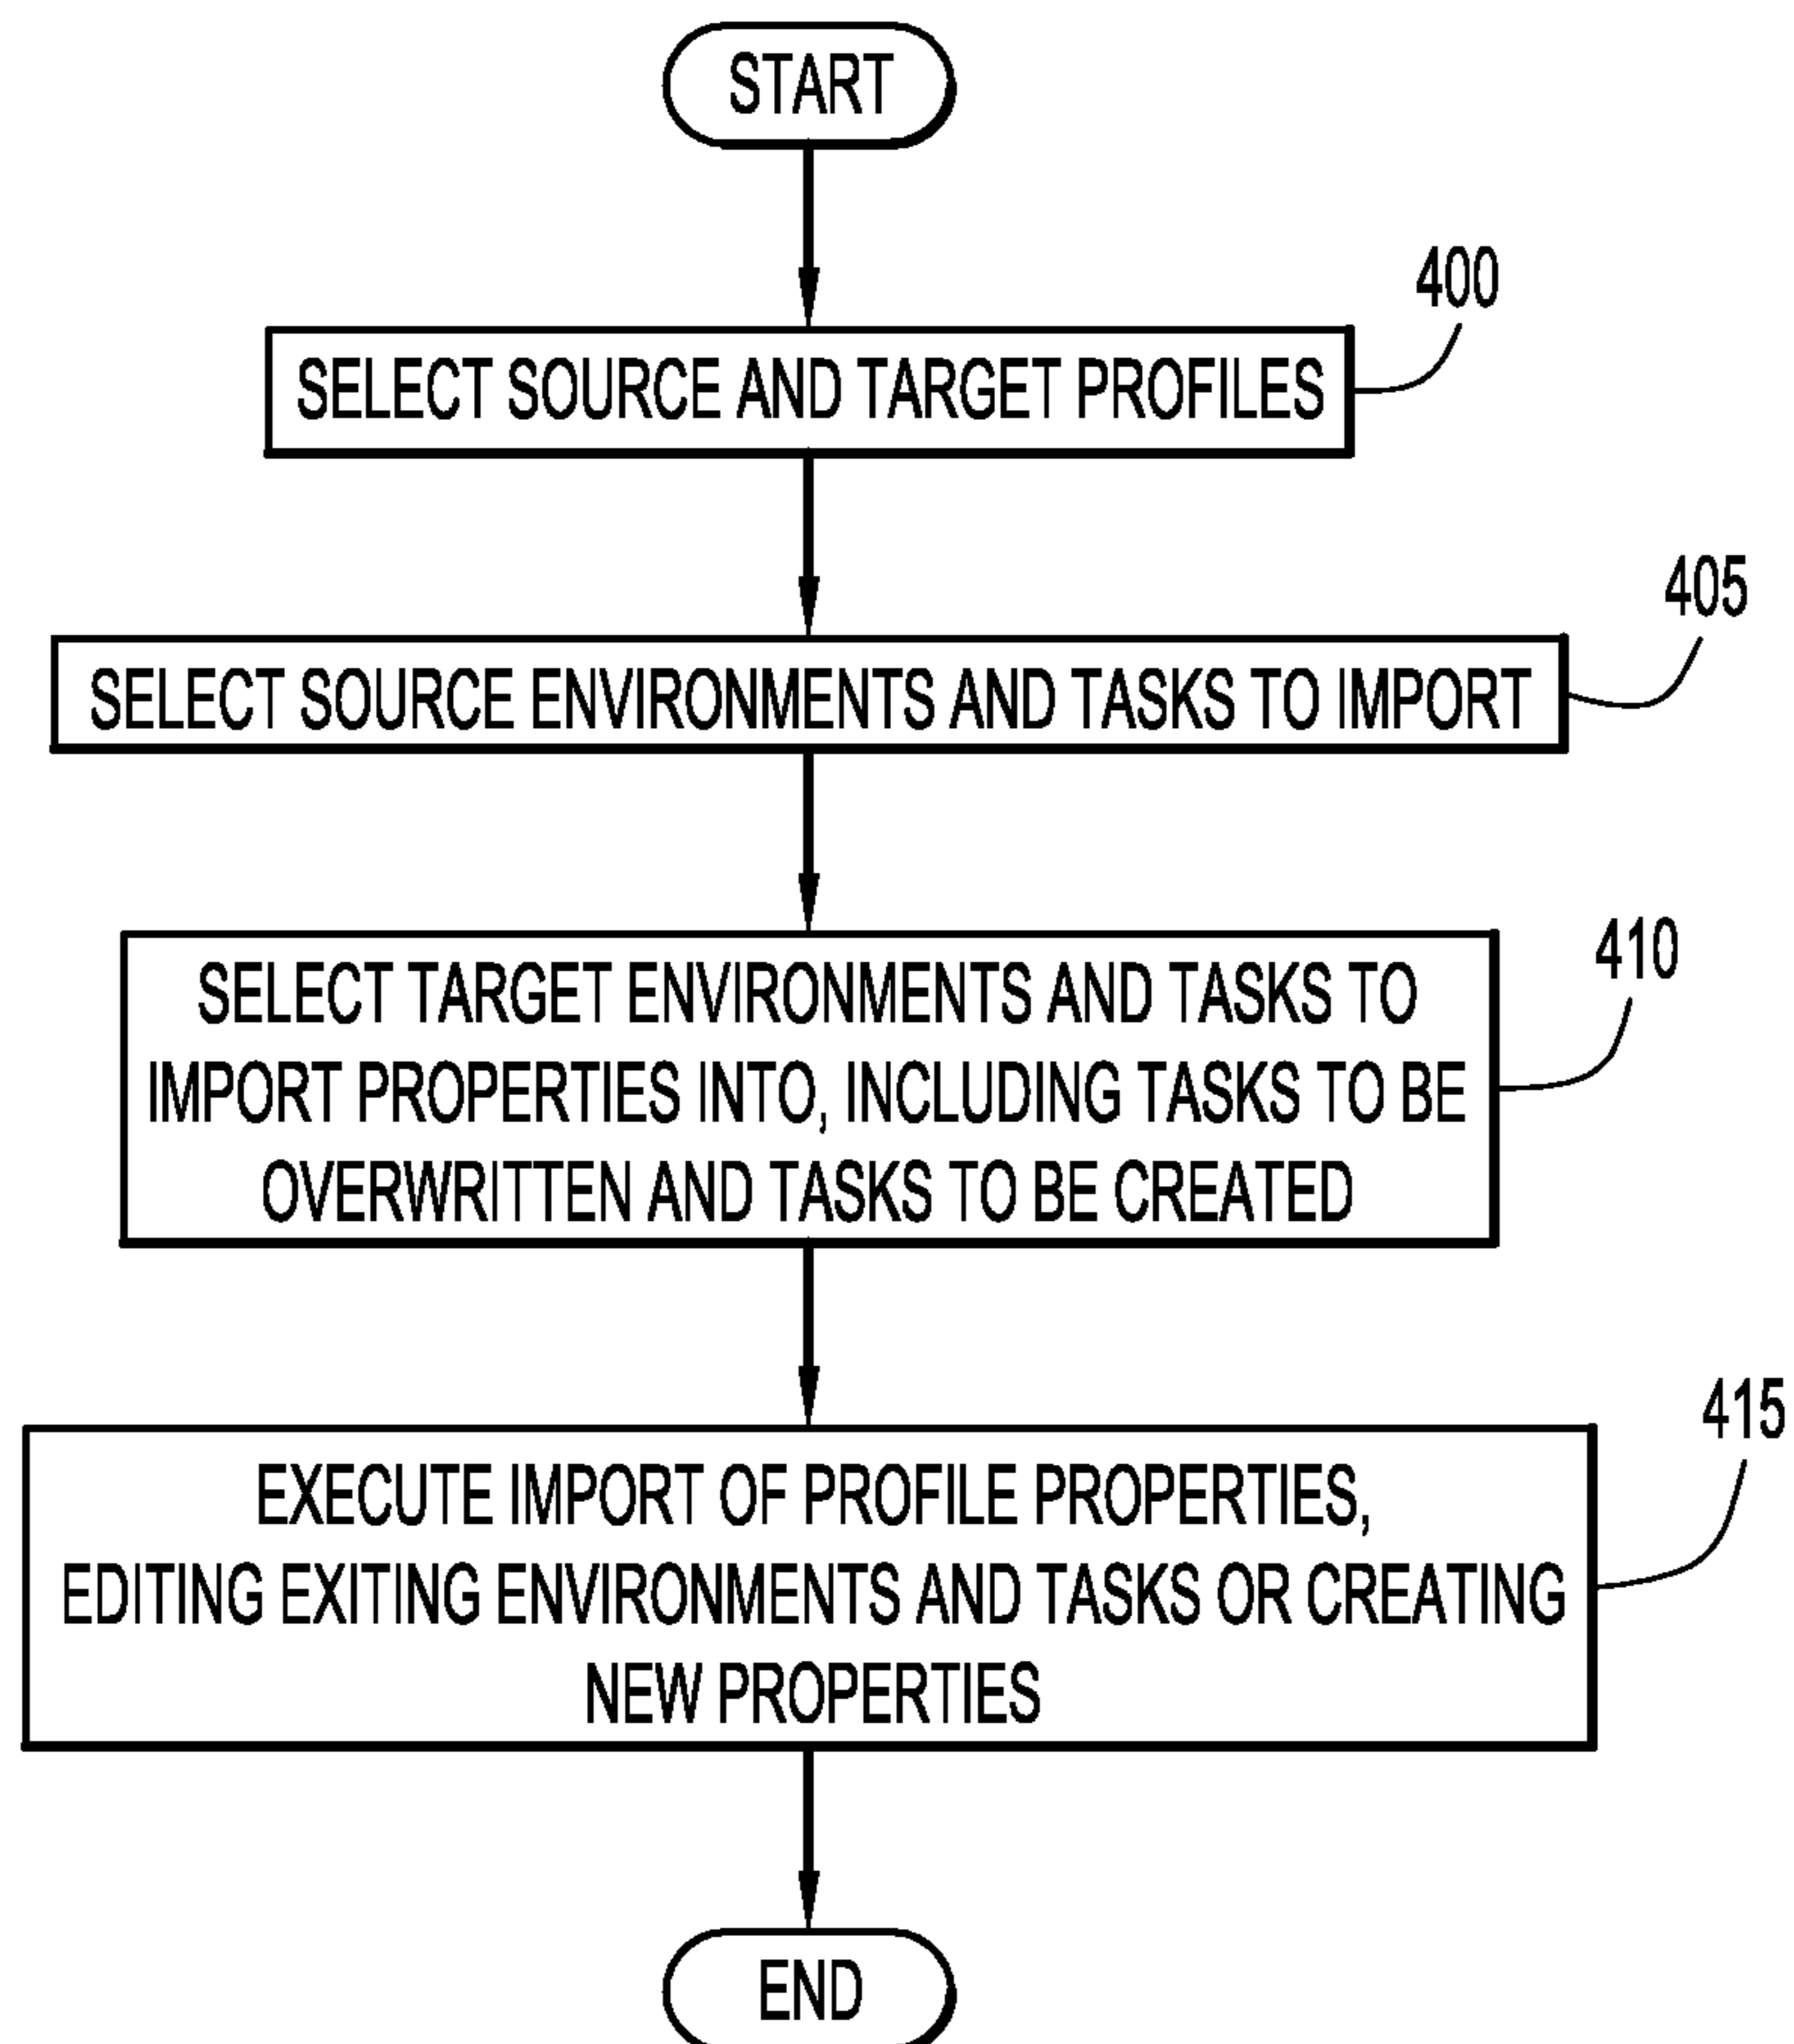 START
400
SELECT SOURCE AND TARGET PROFILES
405
SELECT SOURCE ENVIRONMENTS AND TASKS TO IMPORT
410
SELECT TARGET ENVIRONMENTS AND TASKS TO
IMPORT PROPERTIES INTO, INCLUDING TASKS TO BE
OVERWRITTEN AND TASKS TO BE CREATED
415
EXECUTE IMPORT OF PROFILE PROPERTIES,
EDITING EXITING ENVIRONMENTS AND TASKS OR CREATING
NEW PROPERTIES
END